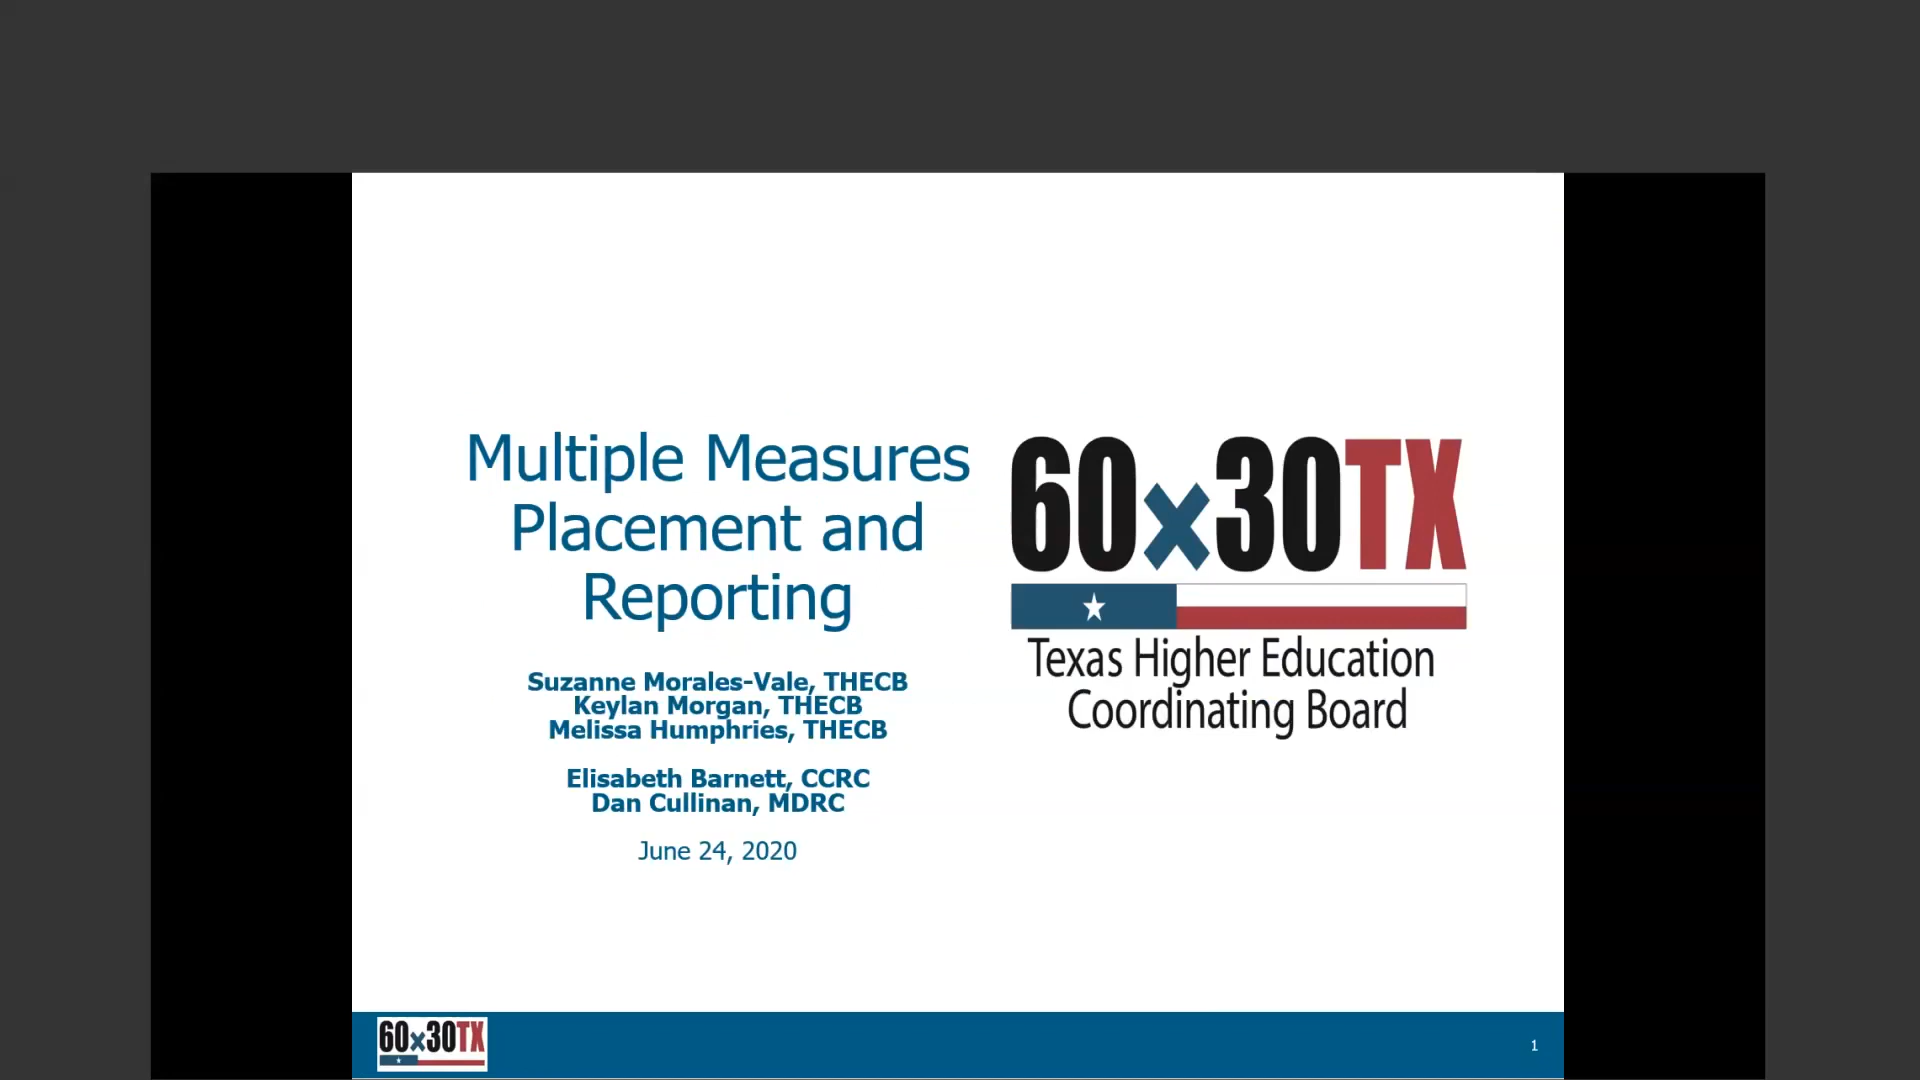 Multiple Measures
Placement and
Reporting
Suzanne Morales-Vale, THECB
Keylan Morgan, THECB
Melissa Humphries, THECB
Elisabeth Barnett, CCRC
Dan Cullinan, MDRC
June 24, 2020
60x30TX
Texas Higher Education
Coordinating Board
60x30TX
1